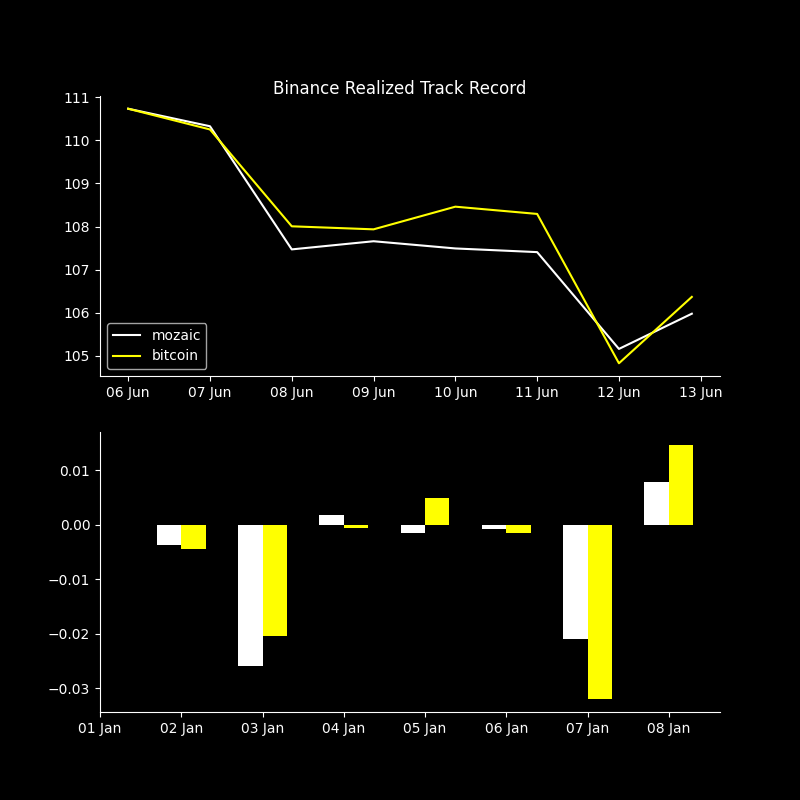 Binance Realized Track Record
111
110
109
108
107
106
105
mozaic
bitcoin
06 Jun 07 Jun 08 Jun 09 Jun 10 Jun 11 Jun 12 Jun 13 Jun
0.01
0.00
−0.01
−0.02
−0.03
01 Jan 02 Jan 03 Jan 04 Jan 05 Jan 06 Jan 07 Jan 08 Jan